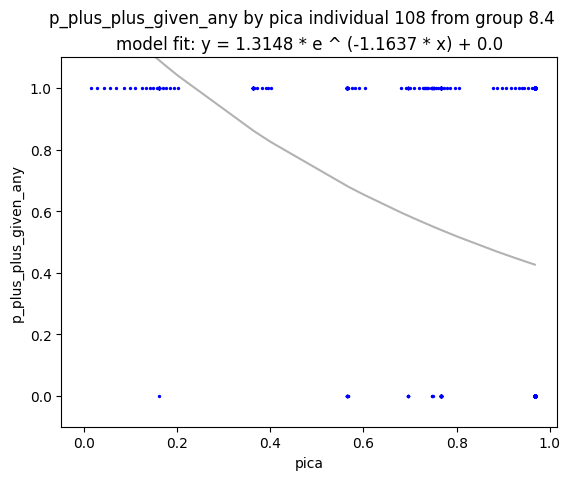 p_plus_plus_given_any by pica individual 108 from group 8.4
model fit: y = 1.3148 * e ^ (-1.1637 * x) + 0.0
1.0
0.8
0.6
0.4
0.2
0.0
p_plus_plus_given_any
0.0 0.2 0.4 0.6 0.8 1.0
pica